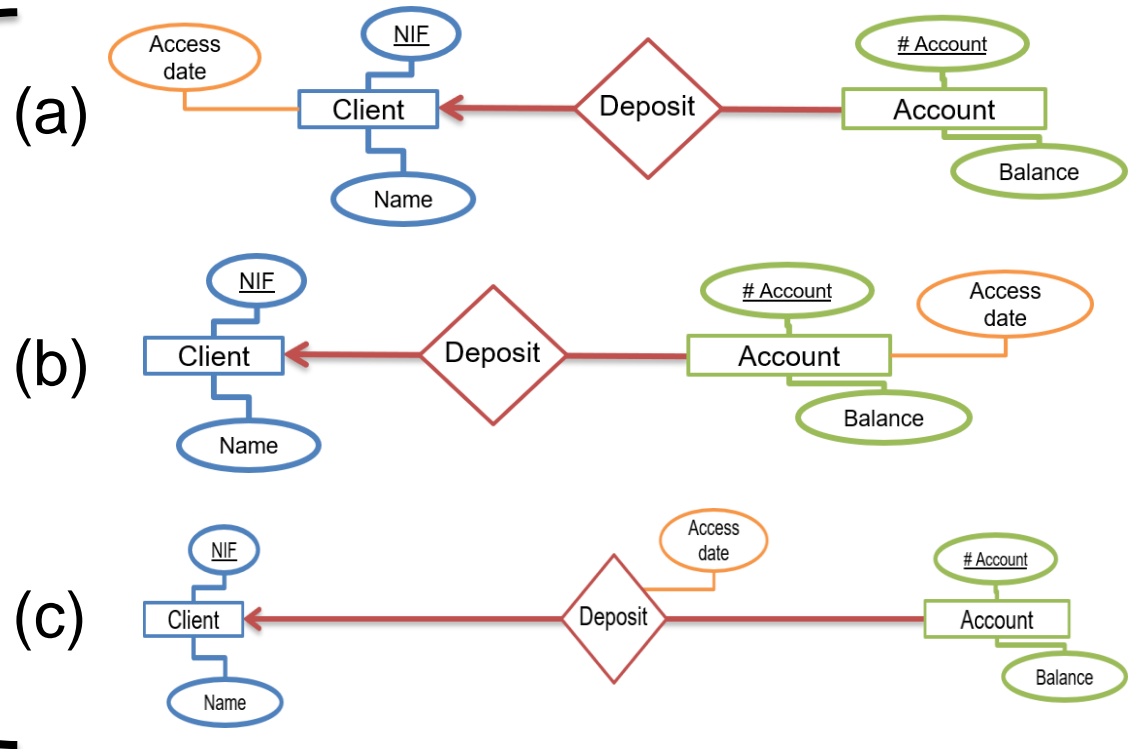 (a)
Access
date
NIF
Client
Name
Deposit
# Account
Account
Balance
(b)
NIF
Client
Name
Deposit
# Account
Account
Balance
Access
date
(c)
NIF
Client
Name
Deposit
Access
date
# Account
Account
Balance